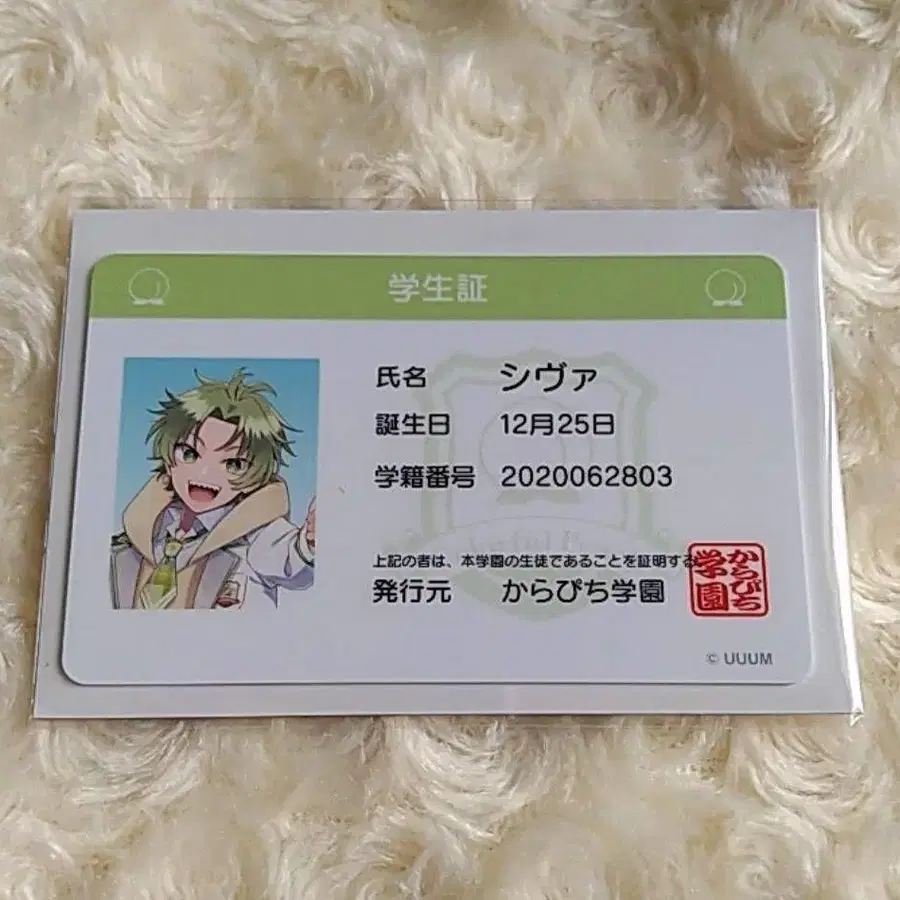 学生証
氏名 シヴァ
誕生日 12月25日
学籍番号 2020062803
上記の者は、本学園の生徒であることを証明する
発行元 からぴち学園
からぴち
学園
© UUUM